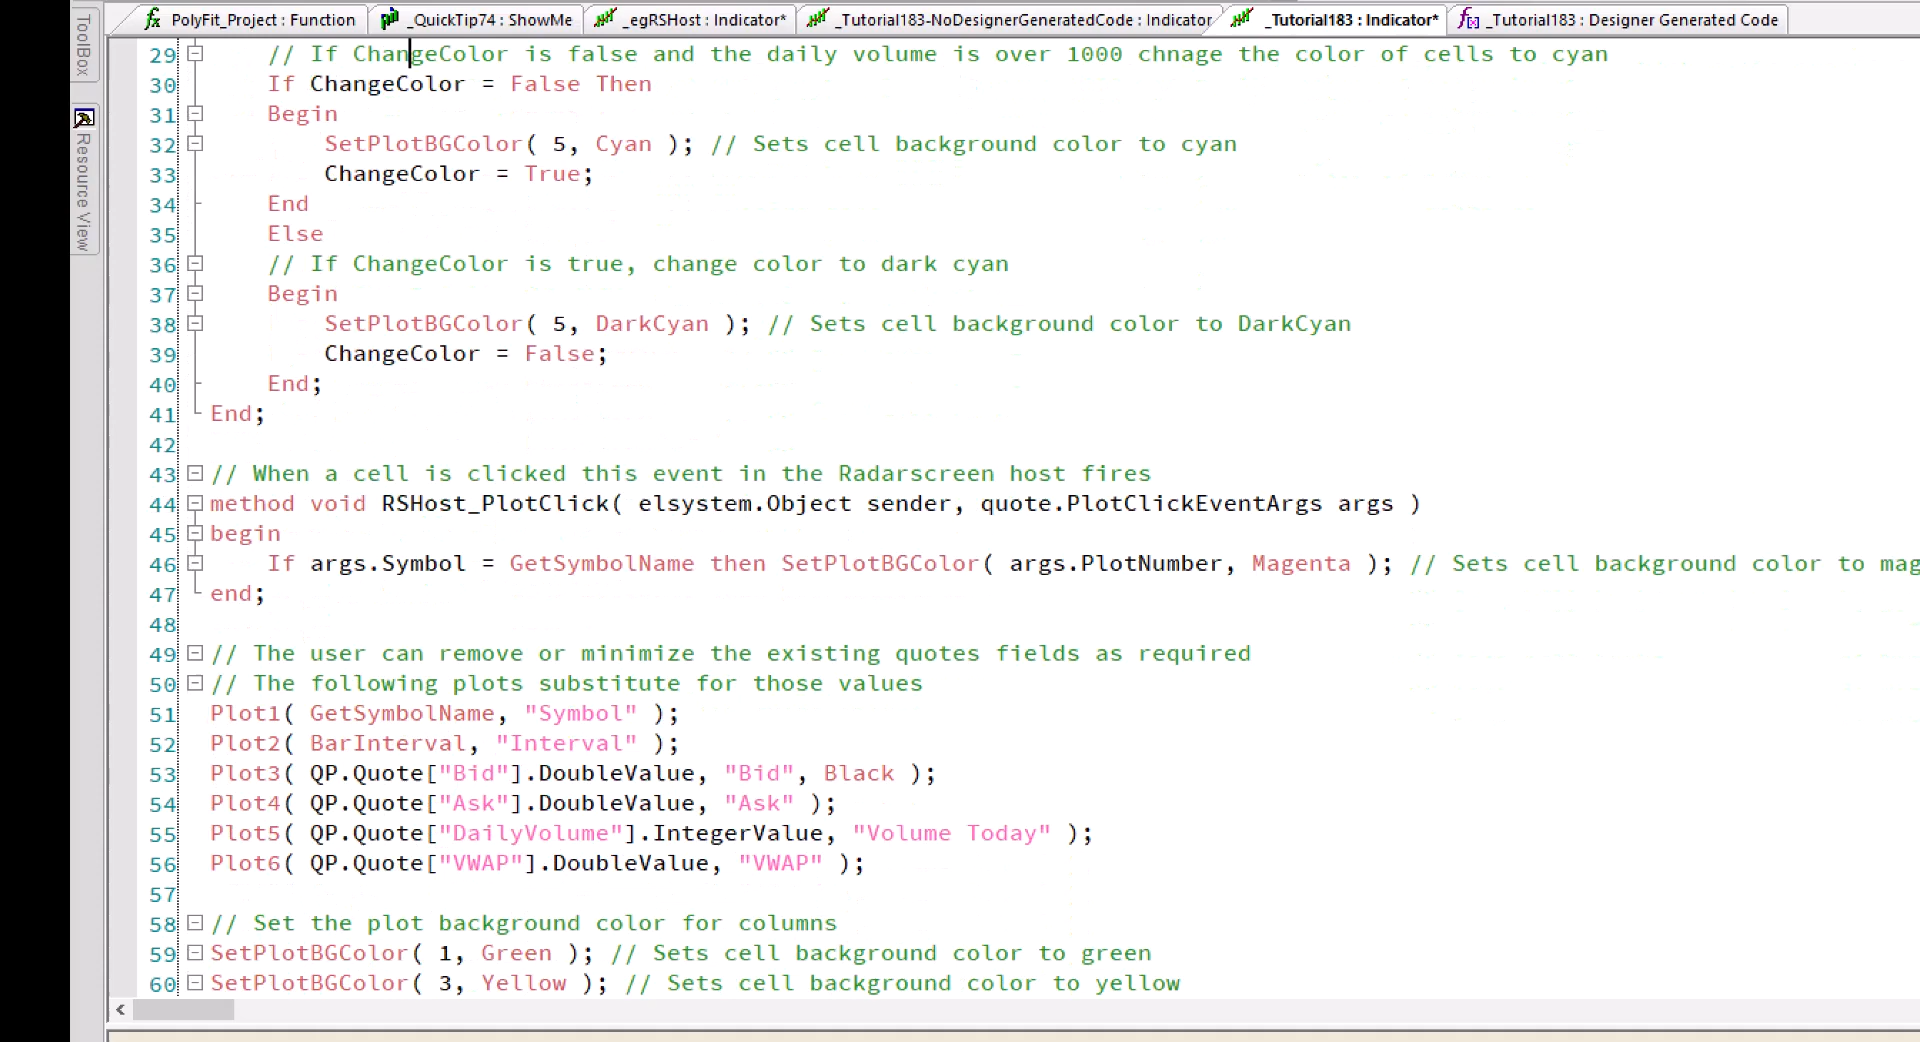 PolyFit_Project : Function _QuickTip74 : ShowMe _egRSHost : Indicator* _Tutorial183-NoDesignerGeneratedCode : Indicator _Tutorial183 : Indicator* _Tutorial183 : Designer Generated Code
ToolBox
Resource View
29 // If ChangeColor is false and the daily volume is over 1000 chnage the color of cells to cyan
30 If ChangeColor = False Then
31 Begin
32 SetPlotBGColor( 5, Cyan ); // Sets cell background color to cyan
33 ChangeColor = True;
34 End
35 Else
36 // If ChangeColor is true, change color to dark cyan
37 Begin
38 SetPlotBGColor( 5, DarkCyan ); // Sets cell background color to DarkCyan
39 ChangeColor = False;
40 End;
41 End;
42
43 // When a cell is clicked this event in the Radarscreen host fires
44 method void RSHost_PlotClick( elsystem.Object sender, quote.PlotClickEventArgs args )
45 begin
46 If args.Symbol = GetSymbolName then SetPlotBGColor( args.PlotNumber, Magenta ); // Sets cell background color to mag
47 end;
48
49 // The user can remove or minimize the existing quotes fields as required
50 // The following plots substitute for those values
51 Plot1( GetSymbolName, "Symbol" );
52 Plot2( BarInterval, "Interval" );
53 Plot3( QP.Quote["Bid"].DoubleValue, "Bid", Black );
54 Plot4( QP.Quote["Ask"].DoubleValue, "Ask" );
55 Plot5( QP.Quote["DailyVolume"].IntegerValue, "Volume Today" );
56 Plot6( QP.Quote["VWAP"].DoubleValue, "VWAP" );
57
58 // Set the plot background color for columns
59 SetPlotBGColor( 1, Green ); // Sets cell background color to green
60 SetPlotBGColor( 3, Yellow ); // Sets cell background color to yellow